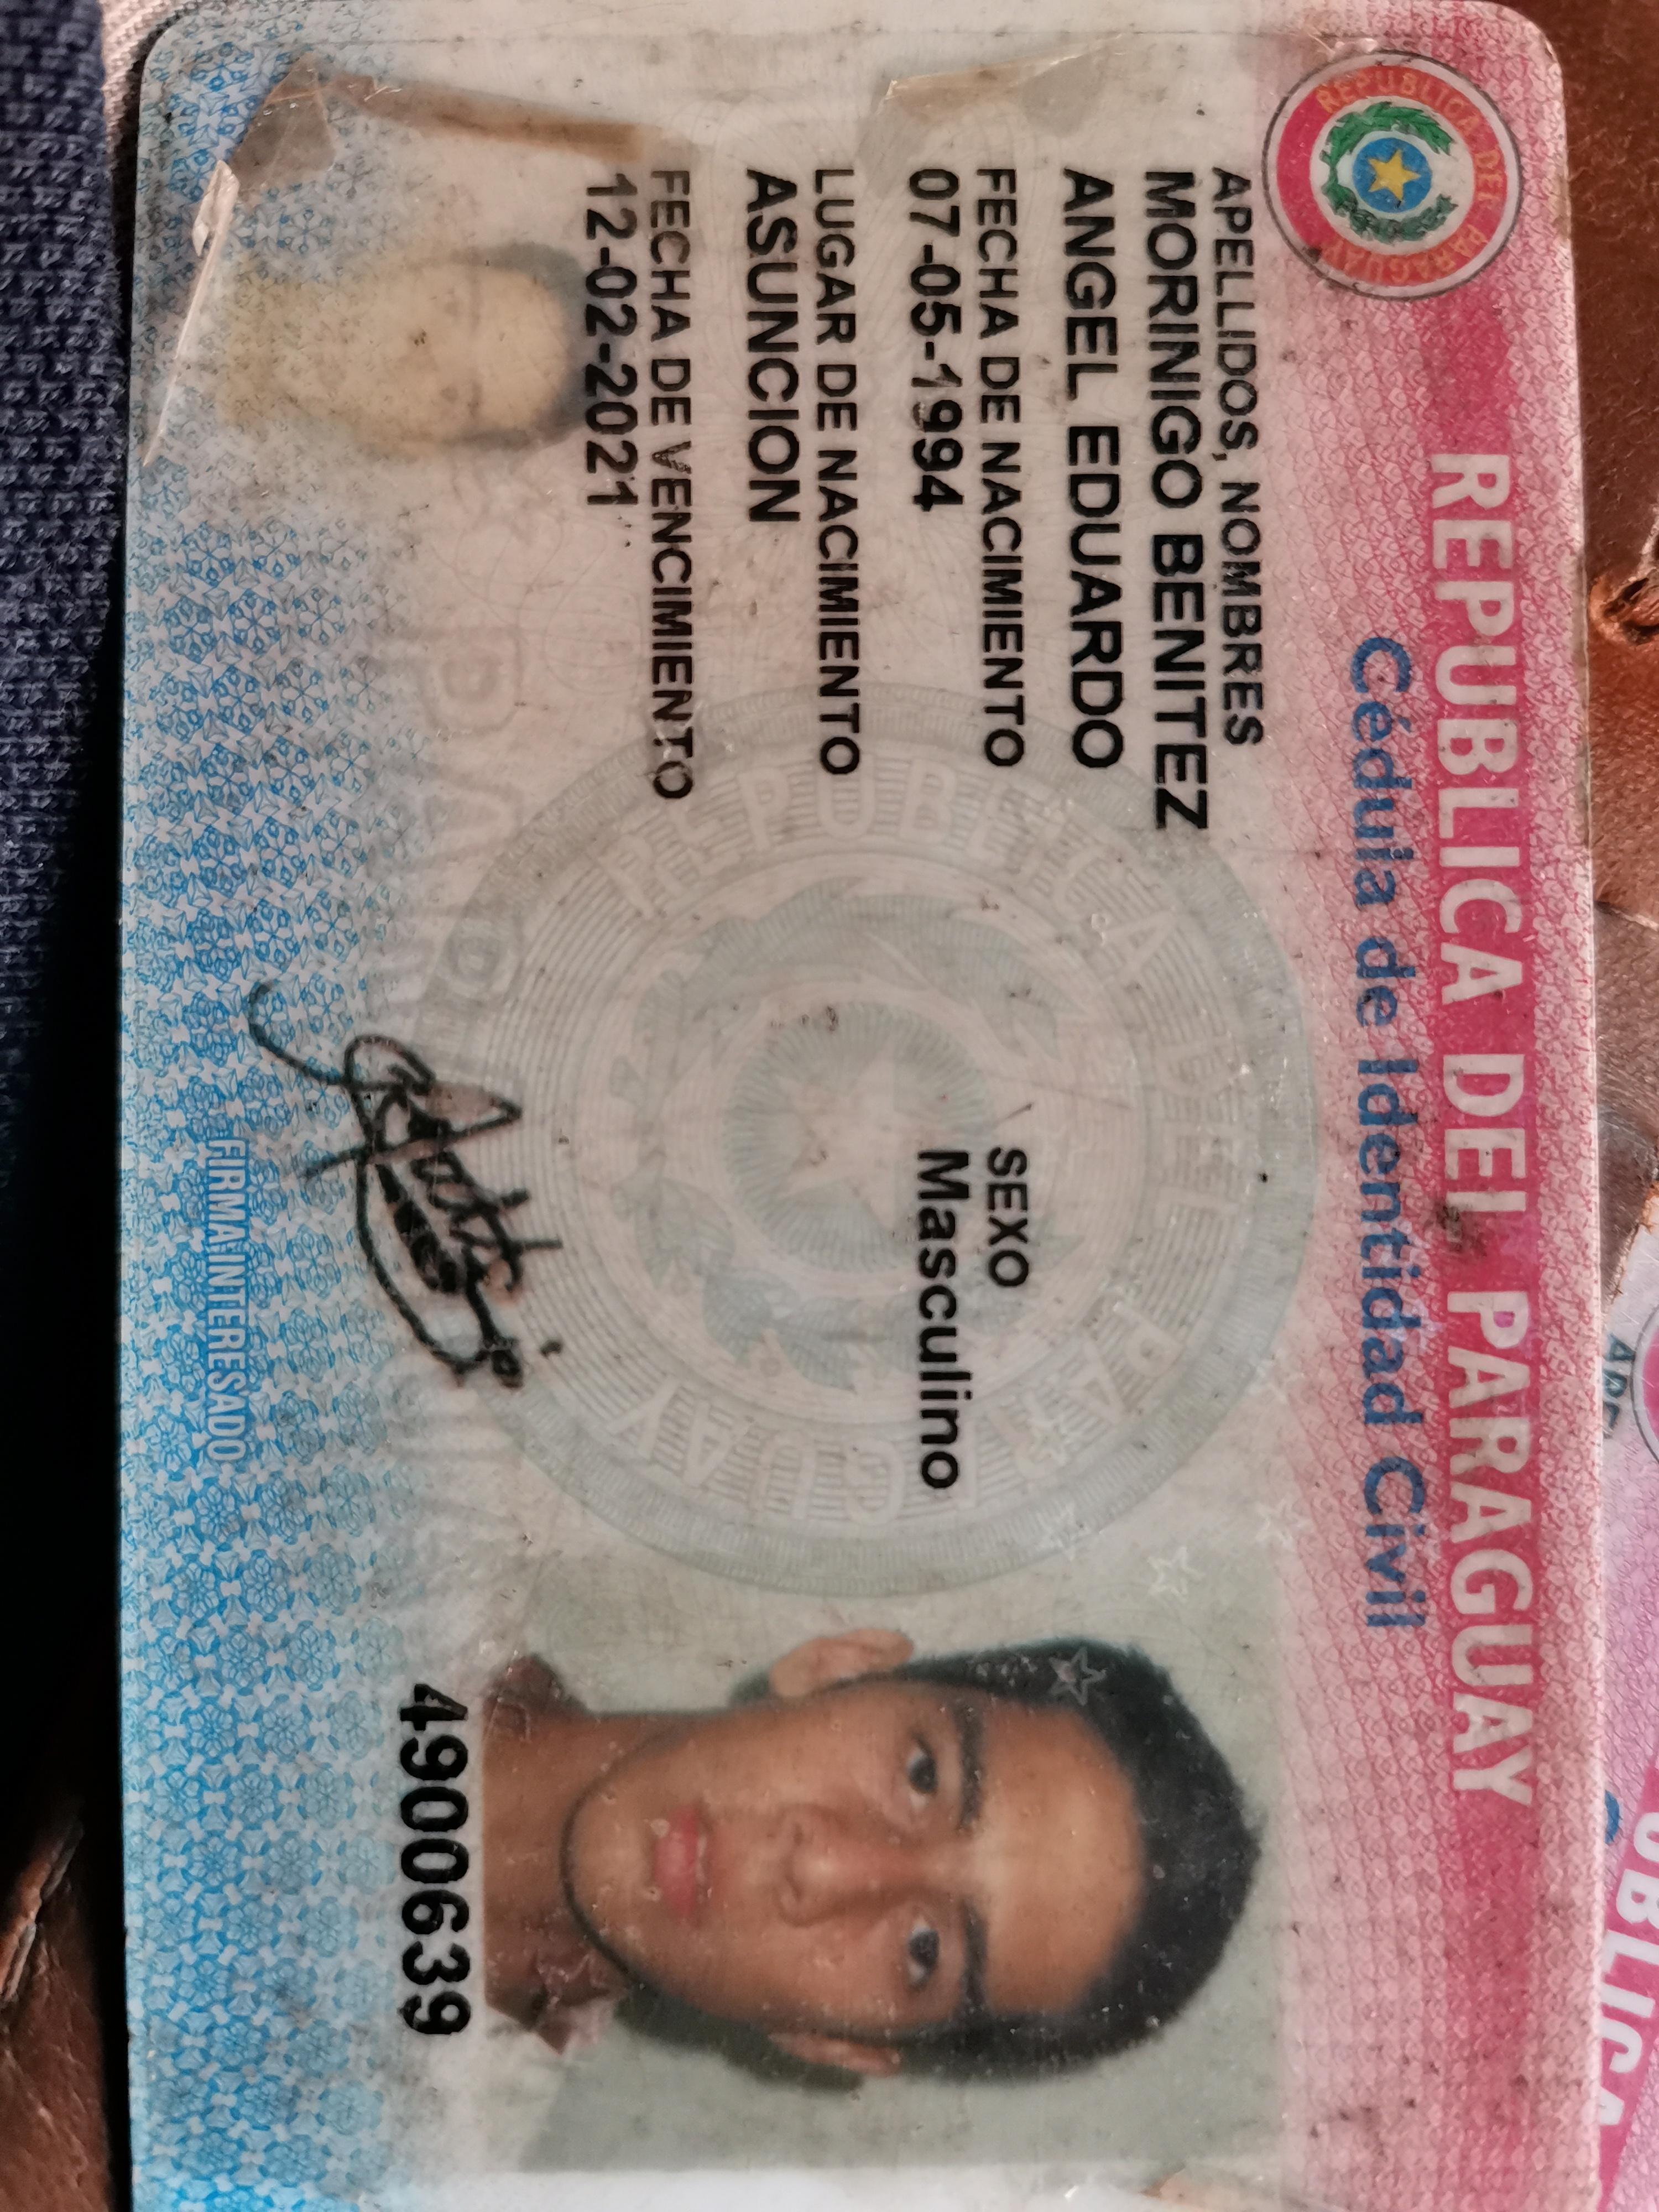 REPUBLICA DEL PARAGUAY
REPUBLICA DEL PARAGUAY
Cédula de Identidad Civil
APELLIDOS, NOMBRES
MORINIGO BENITEZ
ANGEL EDUARDO
FECHA DE NACIMIENTO
07-05-1994
SEXO
Masculino
LUGAR DE NACIMIENTO
ASUNCION
FECHA DE VENCIMIENTO
12-02-2021
REPUBLICA DEL PARAGUAY
4900639
FIRMA INTERESADO